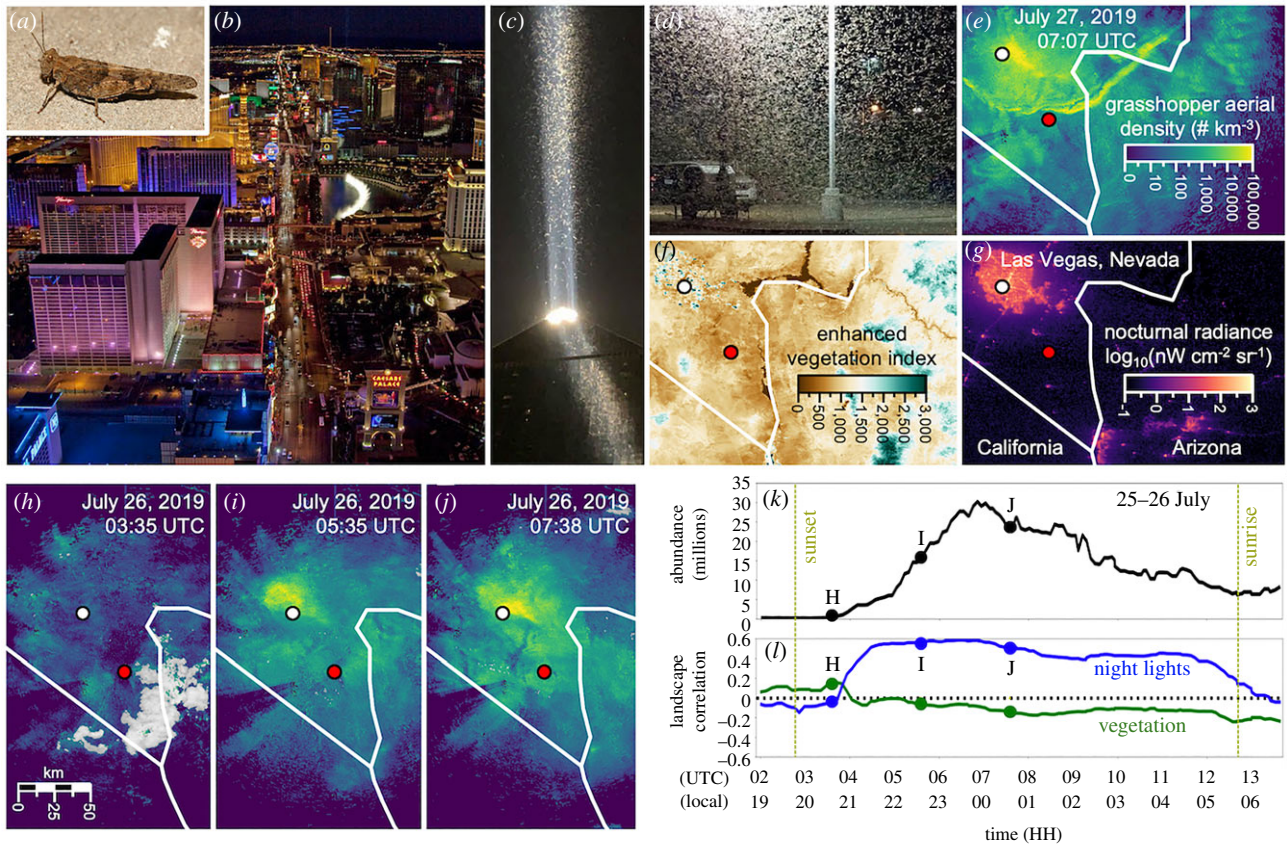 (a)
(b)
(c)
(d)
(e)
July 27, 2019
07:07 UTC
grasshopper aerial
density (# km⁻³)
0
10
100
1,000
10,000
100,000
Flamingo
CAESARS
PALACE
(f)
enhanced
vegetation index
0
500
1,000
1,500
2,000
2,500
3,000
(g)
Las Vegas, Nevada
nocturnal radiance
log₁₀(nW cm⁻² sr⁻¹)
-1 0 1 2 3
California
Arizona
(h)
July 26, 2019
03:35 UTC
km
0
25
50
(i)
July 26, 2019
05:35 UTC
(j)
July 26, 2019
07:38 UTC
(k)
25–26 July
abundance
(millions)
35
30
25
20
15
10
5
0
sunset
sunrise
H
I
J
(l)
landscape
correlation
0.6
0.4
0.2
0
–0.2
–0.4
–0.6
H
I
J
night lights
vegetation
(UTC) 02 03 04 05 06 07 08 09 10 11 12 13
(local) 19 20 21 22 23 00 01 02 03 04 05 06
time (HH)